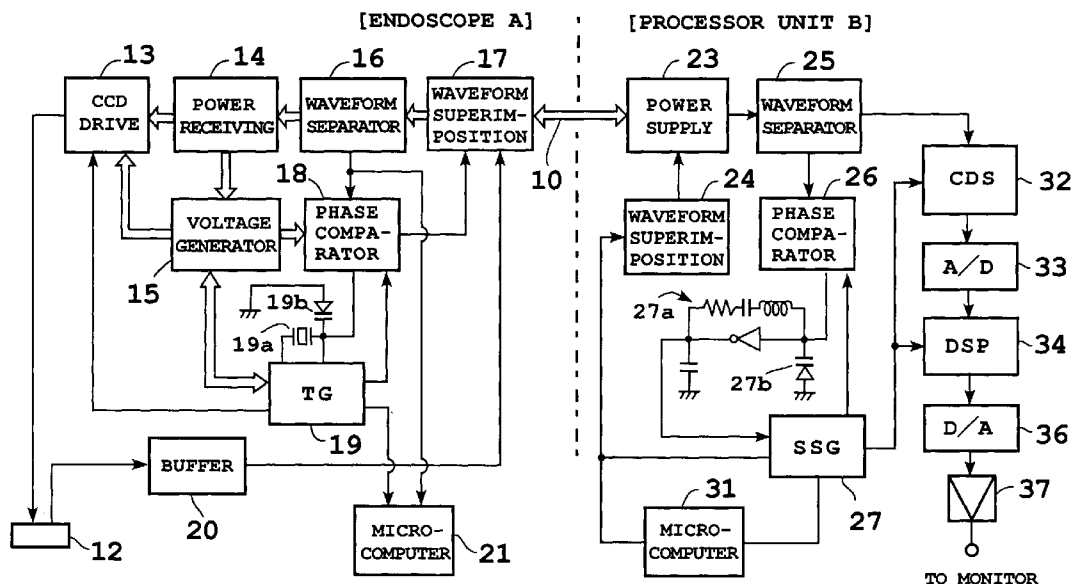 [ENDOSCOPE A]
[PROCESSOR UNIT B]
13
14
16
17
23
25
CCD
DRIVE
POWER
RECEIVING
WAVEFORM
SEPARATOR
WAVEFORM
SUPERIM-
POSITION
POWER
SUPPLY
WAVEFORM
SEPARATOR
10
18
24
26
CDS
32
VOLTAGE
GENERATOR
PHASE
COMPA-
RATOR
WAVEFORM
SUPERIM-
POSITION
PHASE
COMPA-
RATOR
15
A/D
33
19b
27a
19a
DSP
34
27b
TG
19
D/A
36
SSG
BUFFER
20
31
27
37
12
MICRO-
COMPUTER
21
MICRO-
COMPUTER
TO MONITOR